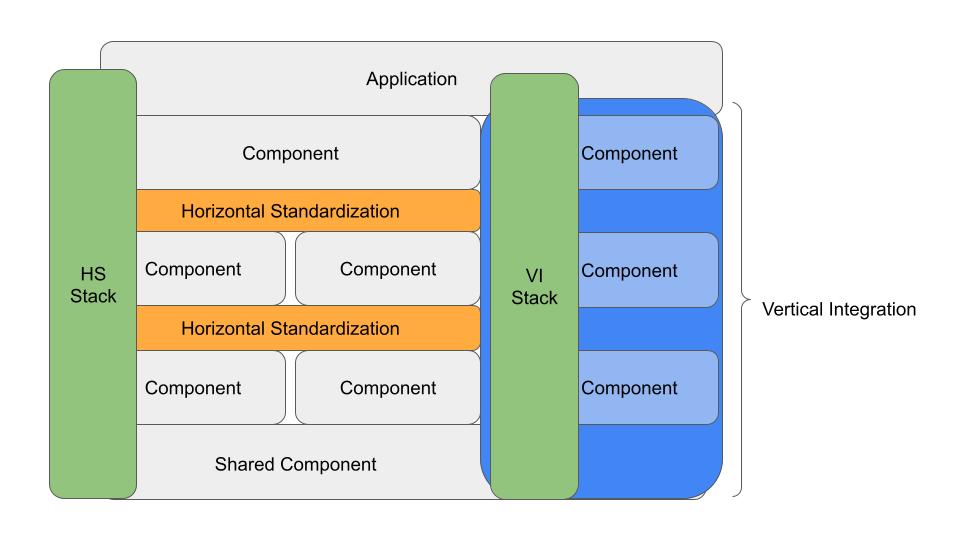 Application
Component
Component
Horizontal Standardization
HS
Stack
Component
Component
VI
Stack
Component
Vertical Integration
Horizontal Standardization
Component
Component
Component
Shared Component